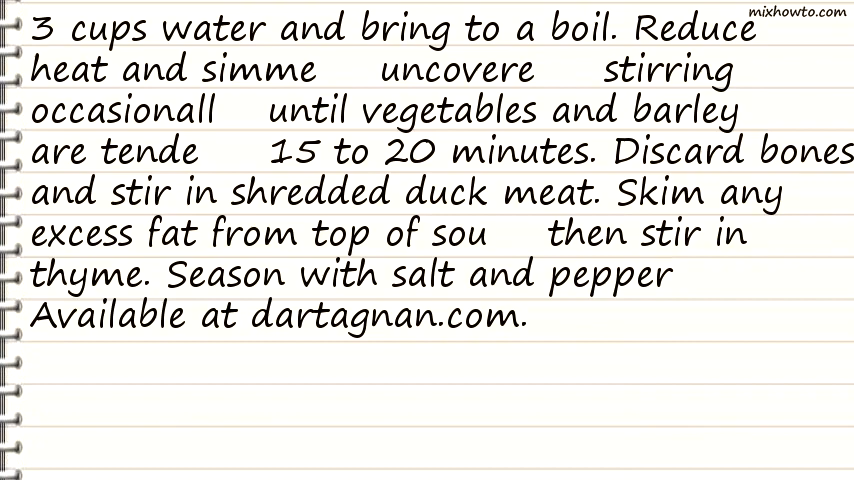 mixhowto.com
3 cups water and bring to a boil. Reduce
heat and simme uncovere stirring
occasionall until vegetables and barley
are tende 15 to 20 minutes. Discard bones
and stir in shredded duck meat. Skim any
excess fat from top of sou then stir in
thyme. Season with salt and pepper
Available at dartagnan.com.